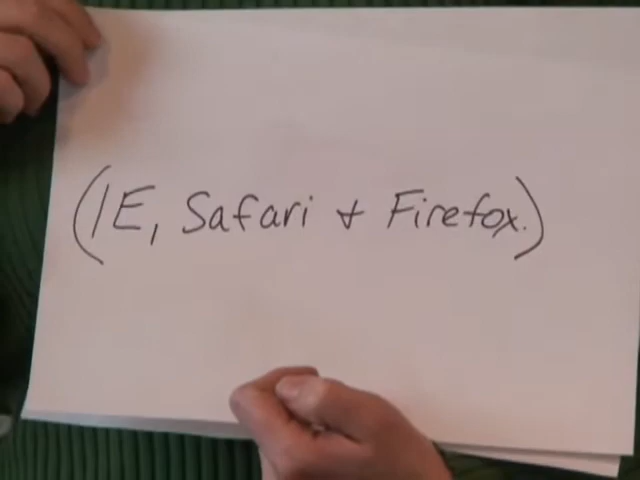 (IE, Safari + Firefox.)